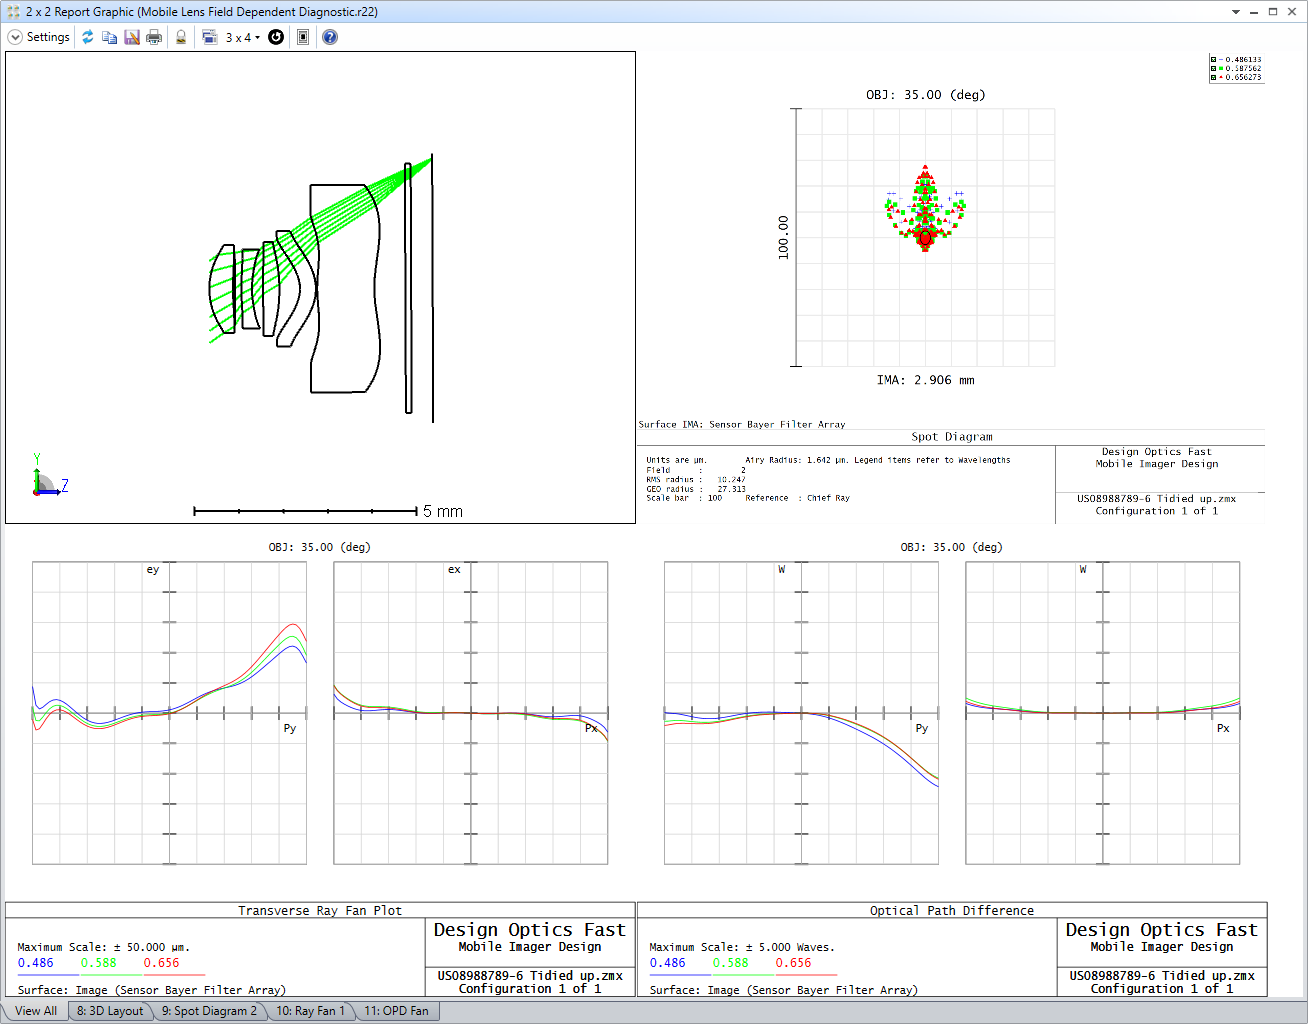 2 x 2 Report Graphic (Mobile Lens Field Dependent Diagnostic.r22)
Settings
3 x 4
0.486133
0.587562
0.656273
OBJ: 35.00 (deg)
100.00
IMA: 2.906 mm
Y
Z
5 mm
Surface IMA: Sensor Bayer Filter Array
Spot Diagram
Units are µm. Airy Radius: 1.642 µm. Legend items refer to Wavelengths
Field : 2
RMS radius : 10.247
GEO radius : 27.313
Scale bar : 100 Reference : Chief Ray
Design Optics Fast
Mobile Imager Design
US08988789-6 Tidied up.zmx
Configuration 1 of 1
OBJ: 35.00 (deg)
ey
Py
ex
Px
OBJ: 35.00 (deg)
W
Py
W
Px
Transverse Ray Fan Plot
Maximum Scale: ± 50.000 µm.
0.486 0.588 0.656
Surface: Image (Sensor Bayer Filter Array)
Design Optics Fast
Mobile Imager Design
US08988789-6 Tidied up.zmx
Configuration 1 of 1
Optical Path Difference
Maximum Scale: ± 5.000 Waves.
0.486 0.588 0.656
Surface: Image (Sensor Bayer Filter Array)
Design Optics Fast
Mobile Imager Design
US08988789-6 Tidied up.zmx
Configuration 1 of 1
View All
8: 3D Layout
9: Spot Diagram 2
10: Ray Fan 1
11: OPD Fan